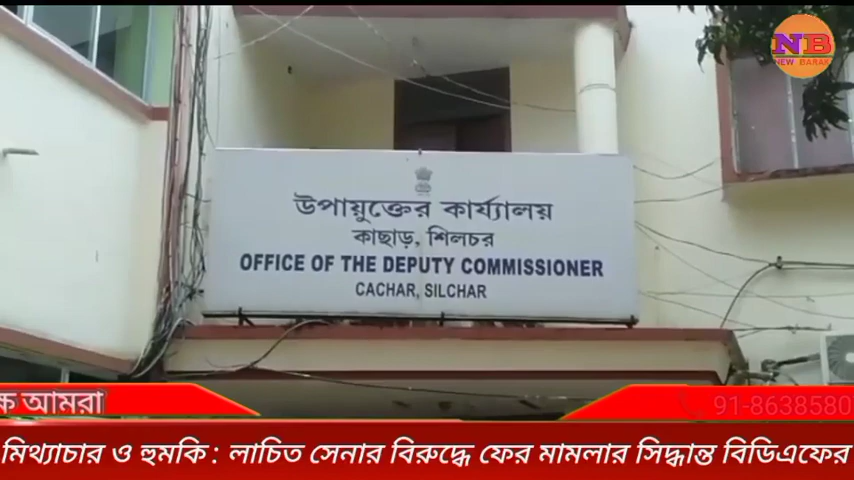 NB
NEW BARAK
উপায়ুক্তের কার্য্যালয়
কাছাড়, শিলচর
OFFICE OF THE DEPUTY COMMISSIONER
CACHAR, SILCHAR
আমরা
91-8638580
মিথ্যাচার ও হুমকি : লাচিত সেনার বিরুদ্ধে ফের মামলার সিদ্ধান্ত বিডিএফের